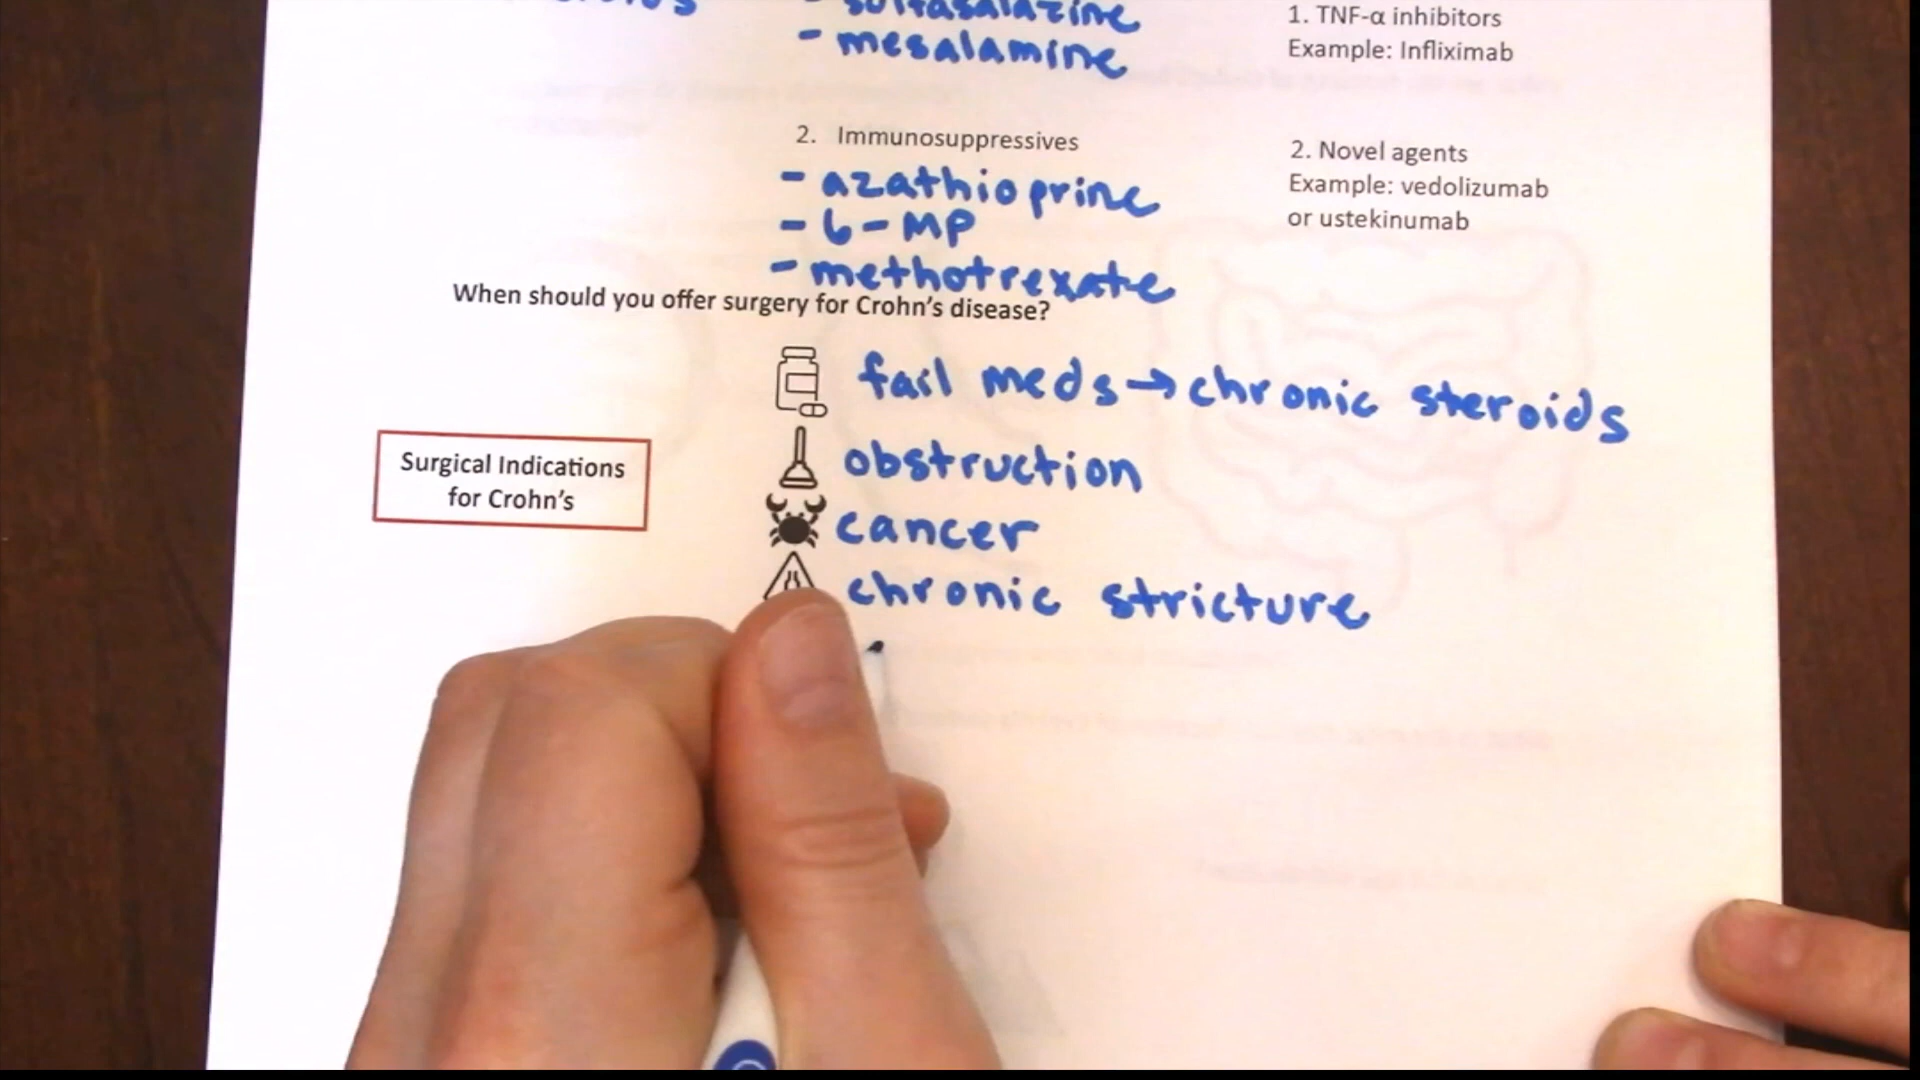 - sulfasalazine
- mesalamine
1. TNF-α inhibitors
Example: Infliximab
2. Immunosuppressives
- azathioprine
- 6-MP
- methotrexate
2. Novel agents
Example: vedolizumab
or ustekinumab
When should you offer surgery for Crohn's disease?
Surgical Indications
for Crohn's
fail meds → chronic steroids
obstruction
cancer
chronic stricture